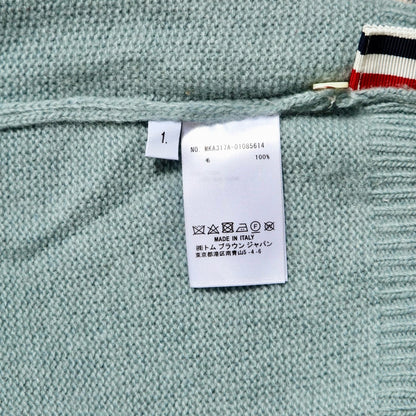 1.
NO. MKA317A-01085614
毛 100%
MADE IN ITALY
㈱トム ブラウン ジャパン
東京都港区南青山5-4-6